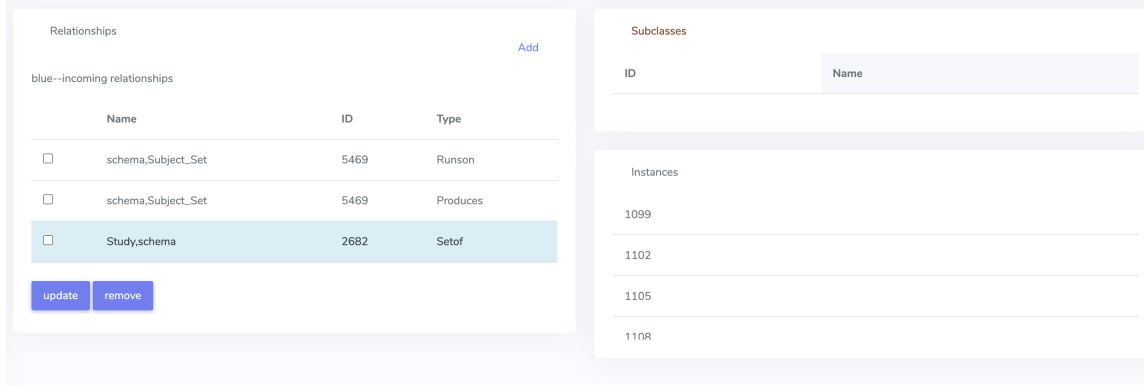 Relationships
Add
blue--incoming relationships
Name ID Type
schema,Subject_Set 5469 Runson
schema,Subject_Set 5469 Produces
Study,schema 2682 Setof
update remove
Subclasses
ID Name
Instances
1099
1102
1105
1108